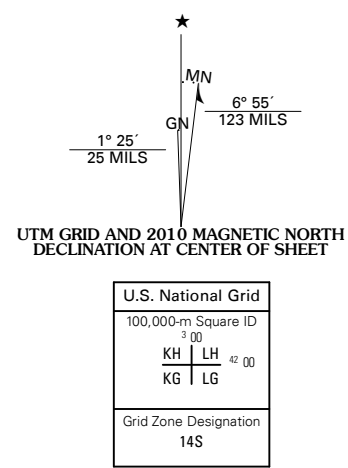 ★
MN
GN
6° 55´
123 MILS
1° 25´
25 MILS
UTM GRID AND 2010 MAGNETIC NORTH
DECLINATION AT CENTER OF SHEET
U.S. National Grid
100,000-m Square ID
3 00
KH LH 42 00
KG LG
Grid Zone Designation
14S